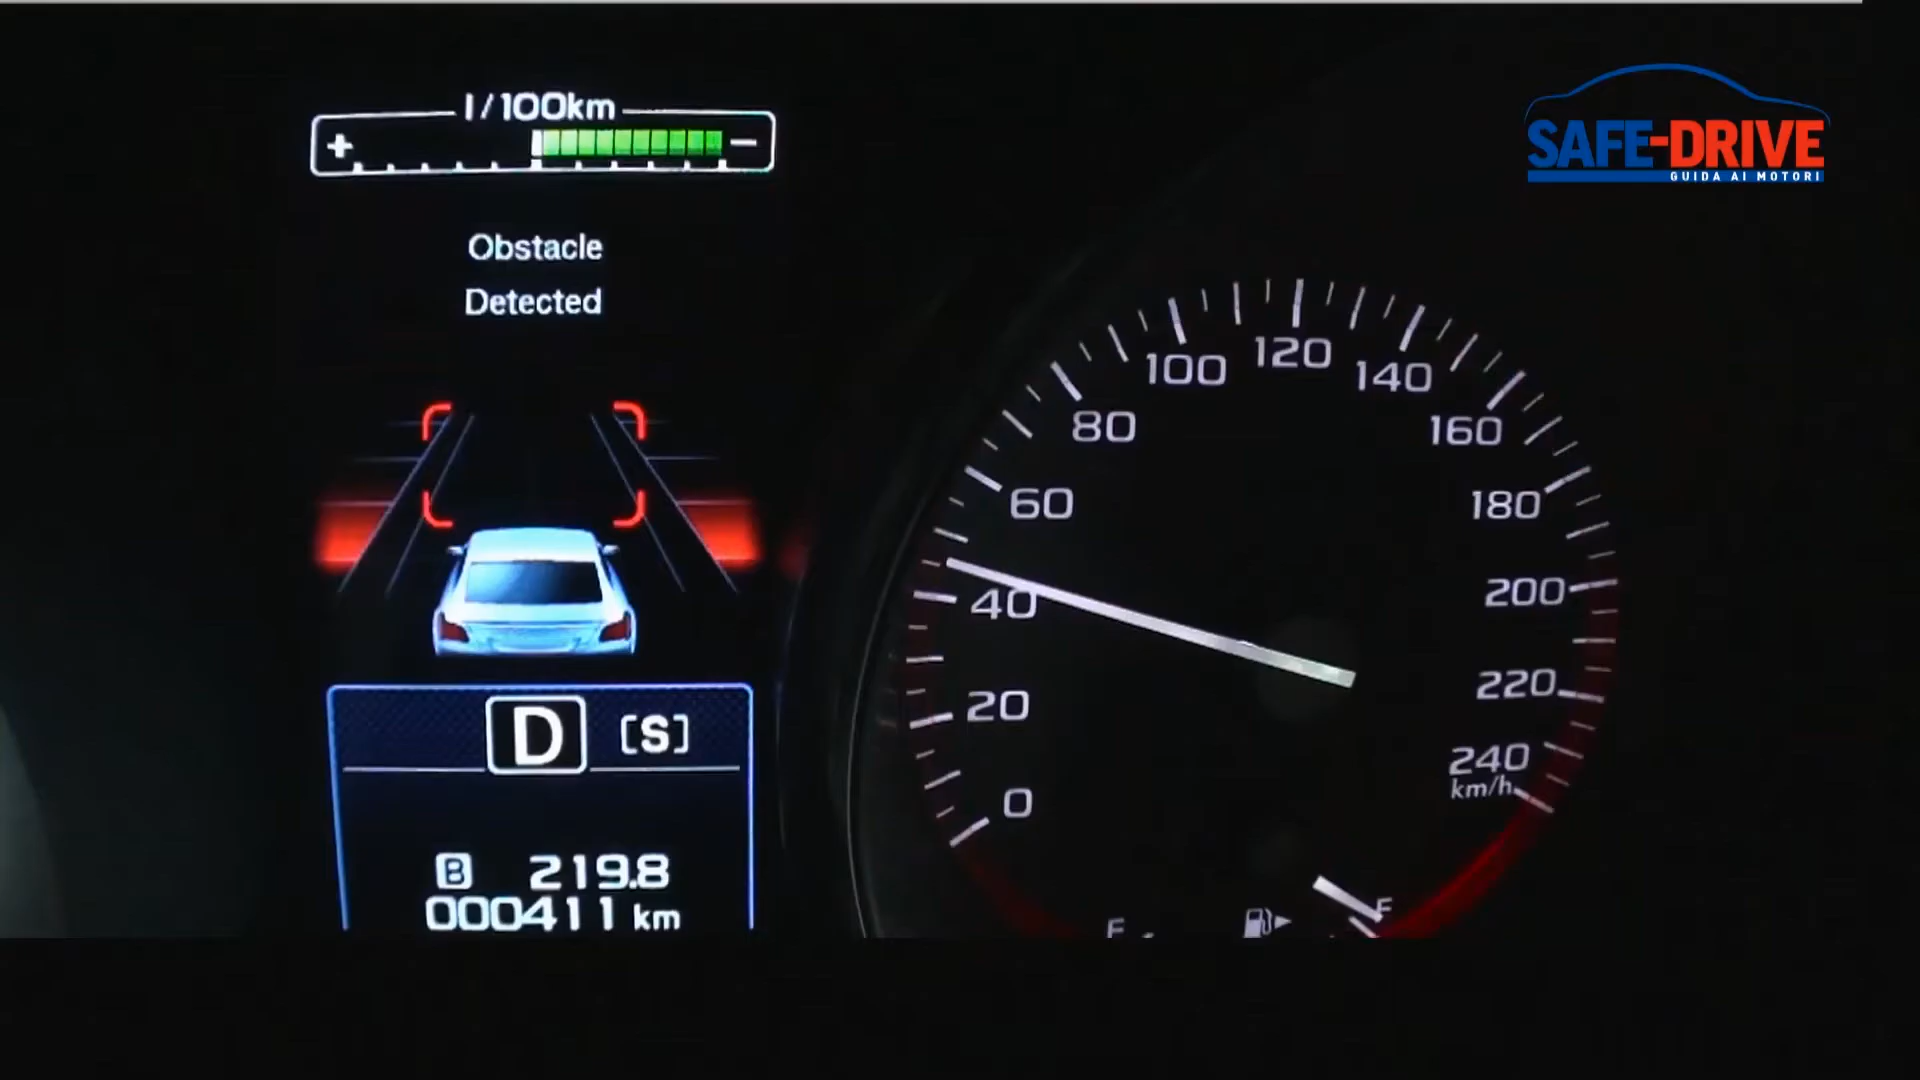 l/100km
+ −
Obstacle
Detected
D [S]
B 219.8
000411 km
SAFE-DRIVE
GUIDA AI MOTORI
0
20
40
60
80
100
120
140
160
180
200
220
240
km/h
F